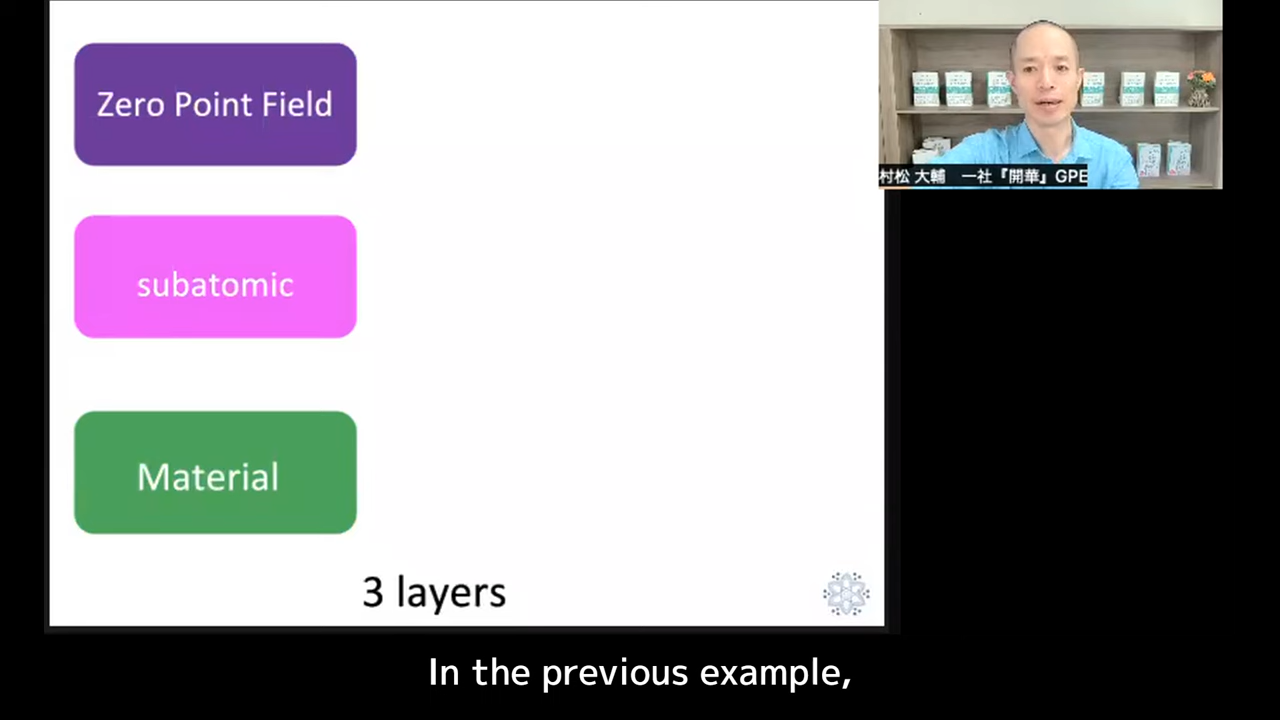 Zero Point Field
subatomic
Material
3 layers
村松 大輔 一社『開華』GPE
In the previous example,